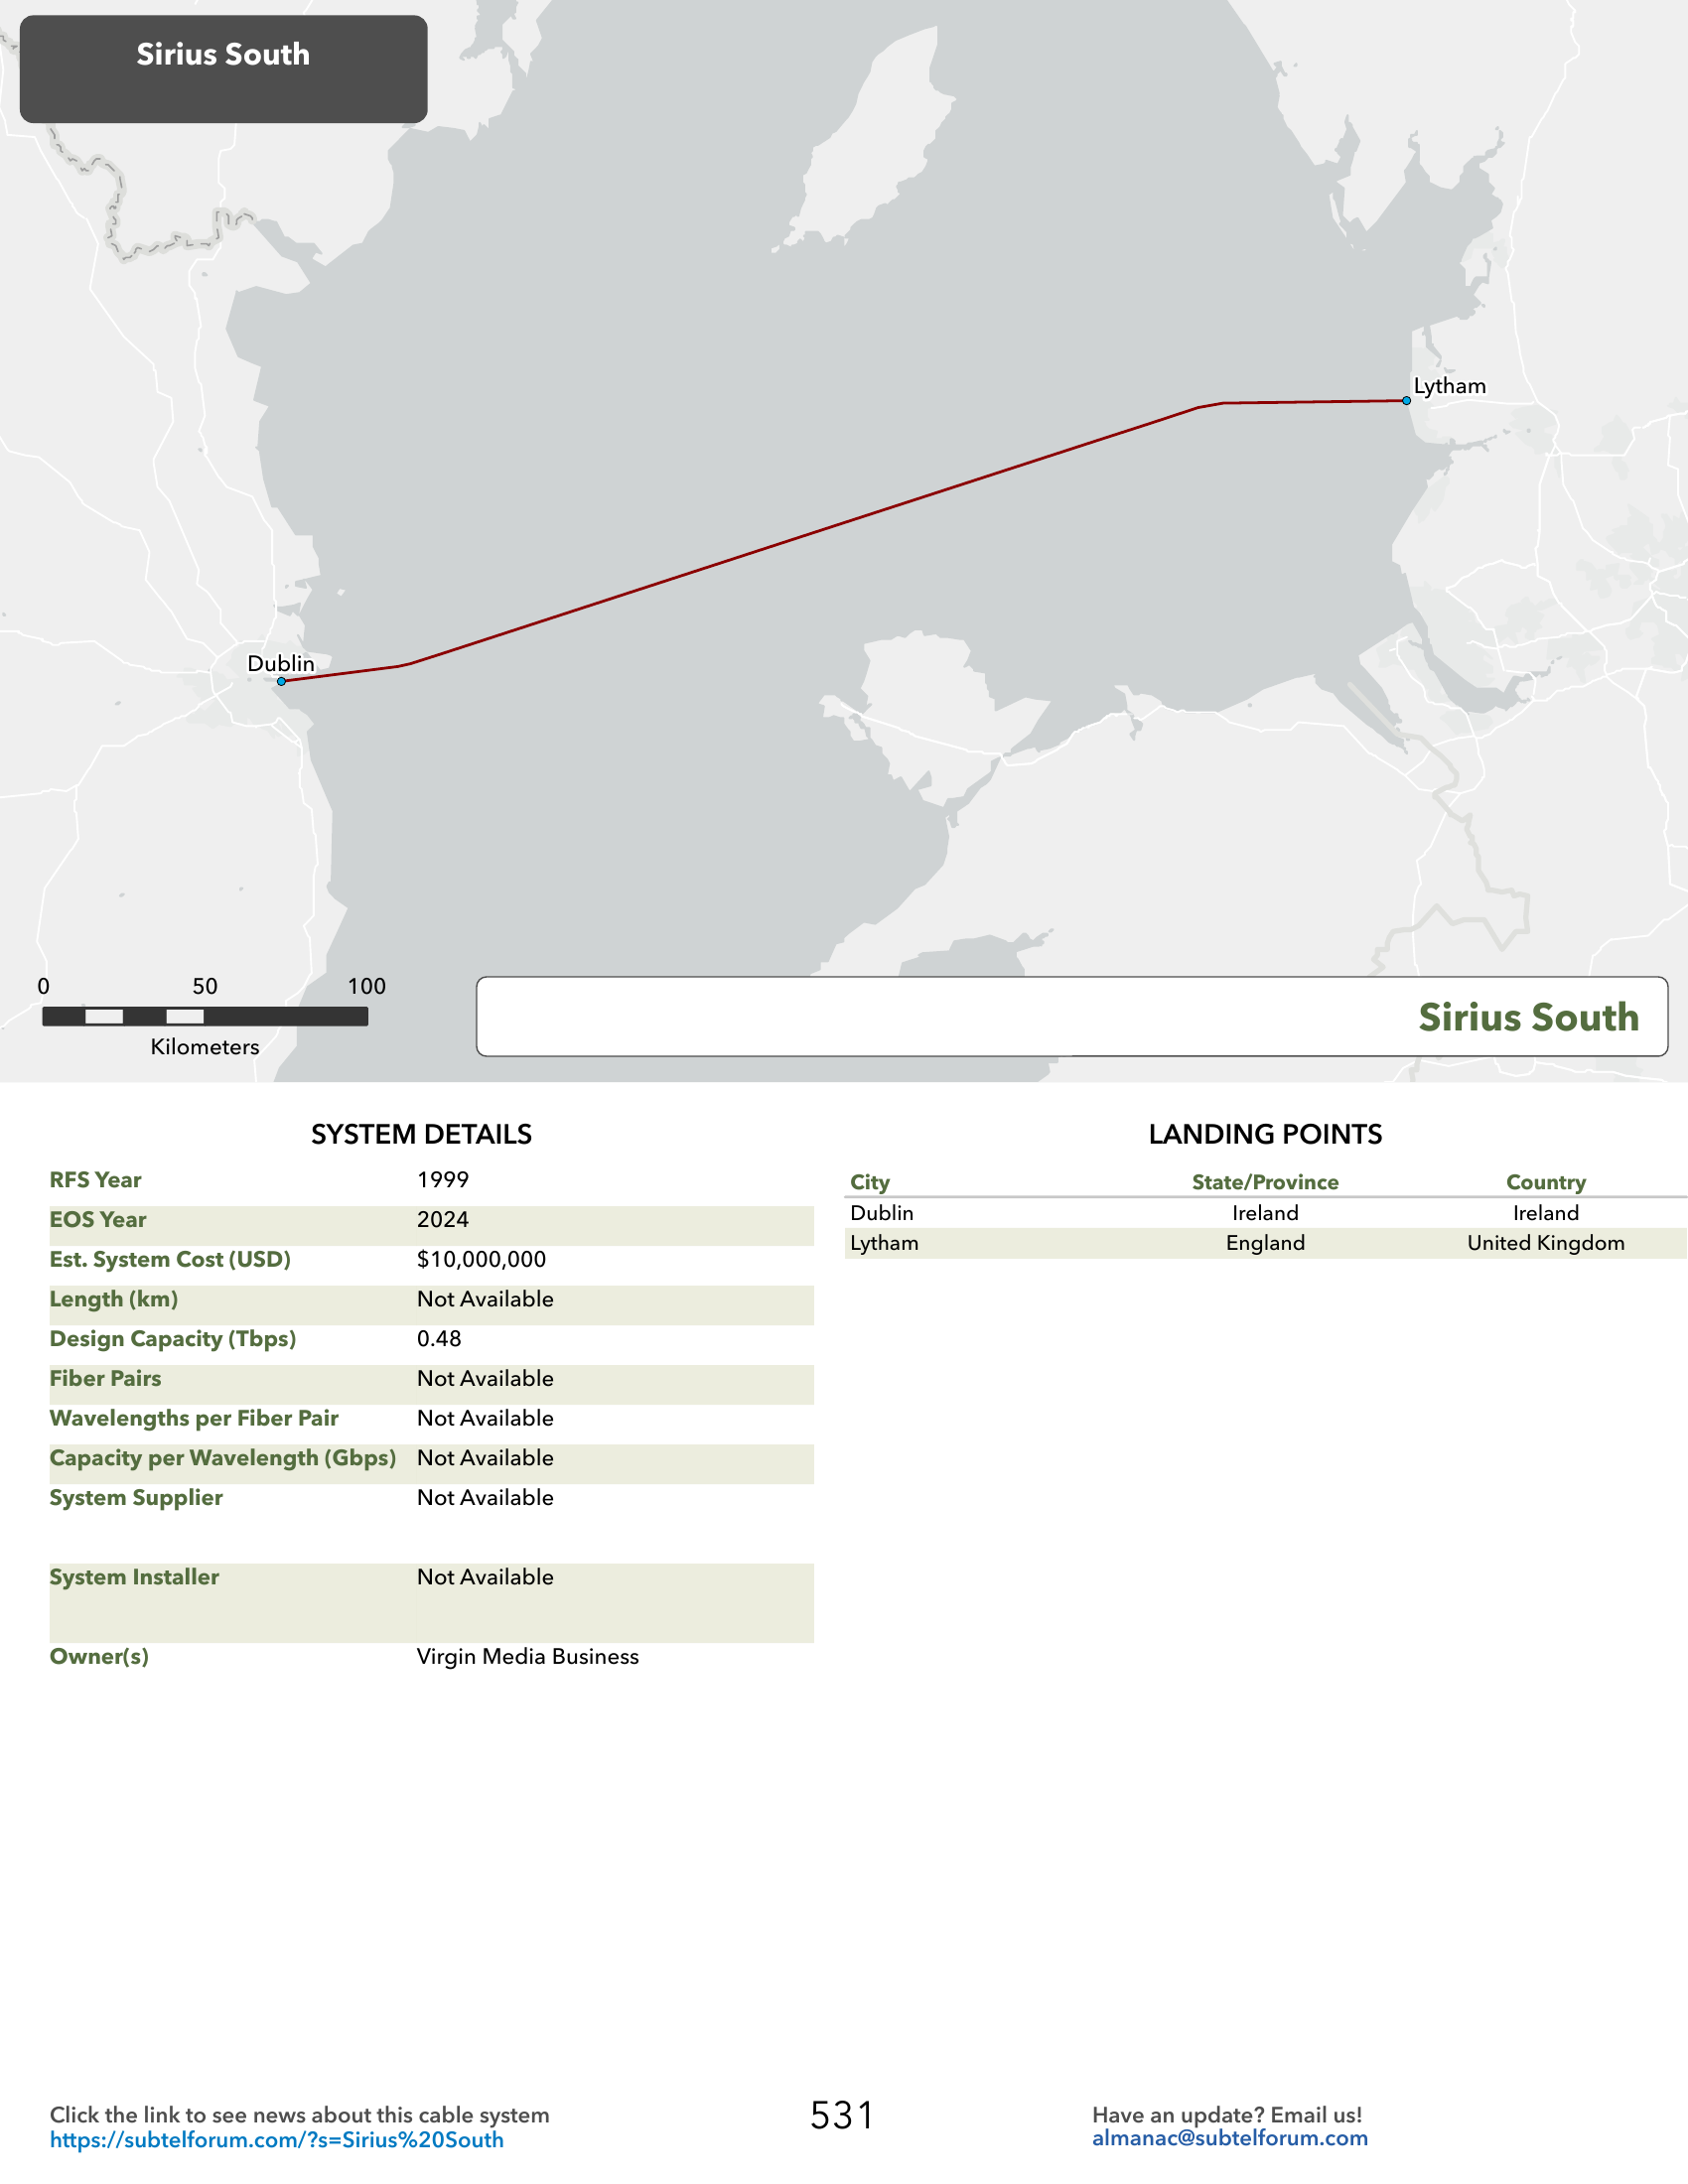 Sirius South
Lytham
Dublin
0 50 100
Kilometers
Sirius South
SYSTEM DETAILS
RFS Year 1999
EOS Year 2024
Est. System Cost (USD) $10,000,000
Length (km) Not Available
Design Capacity (Tbps) 0.48
Fiber Pairs Not Available
Wavelengths per Fiber Pair Not Available
Capacity per Wavelength (Gbps) Not Available
System Supplier Not Available
System Installer Not Available
Owner(s) Virgin Media Business
LANDING POINTS
City State/Province Country
Dublin Ireland Ireland
Lytham England United Kingdom
Click the link to see news about this cable system
https://subtelforum.com/?s=Sirius%20South
531
Have an update? Email us!
almanac@subtelforum.com